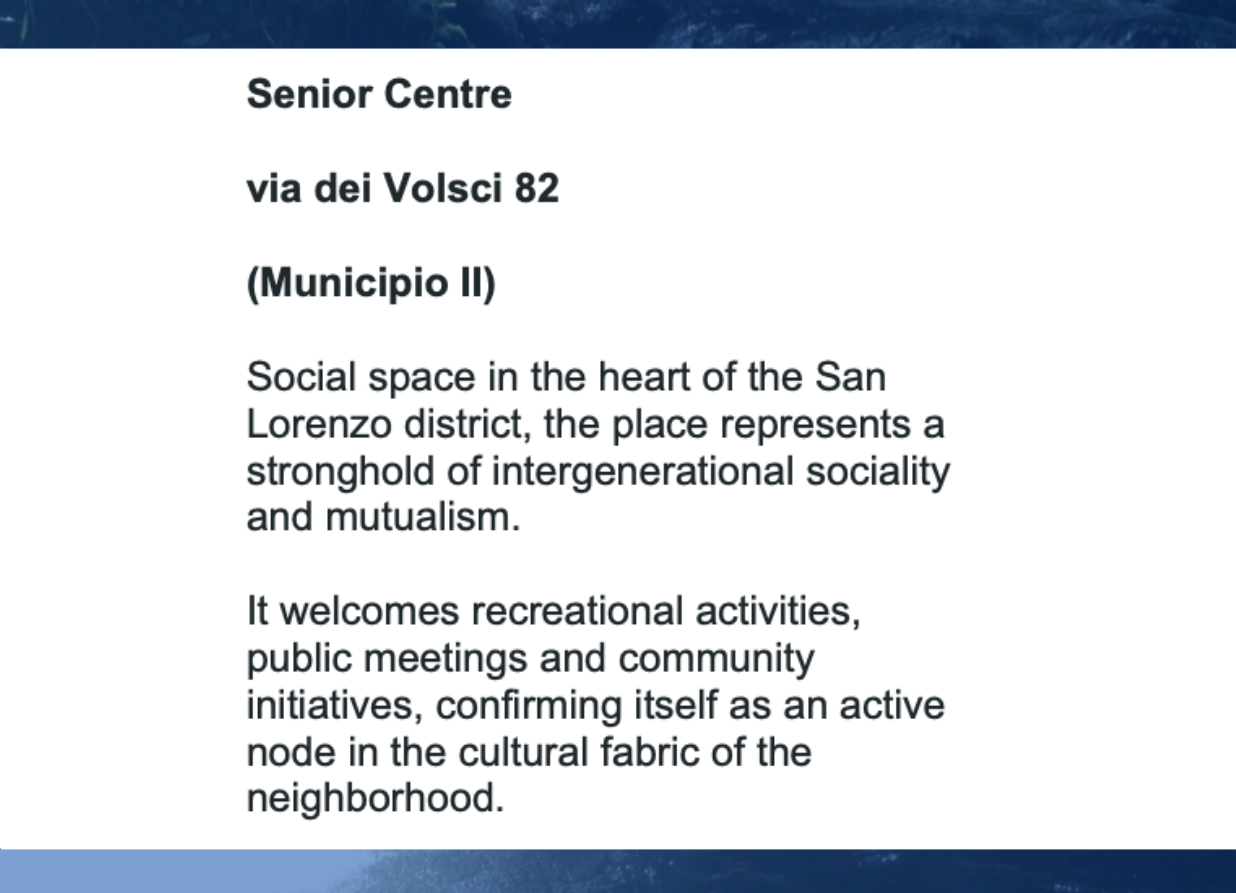 Senior Centre
via dei Volsci 82
(Municipio II)
Social space in the heart of the San
Lorenzo district, the place represents a
stronghold of intergenerational sociality
and mutualism.
It welcomes recreational activities,
public meetings and community
initiatives, confirming itself as an active
node in the cultural fabric of the
neighborhood.